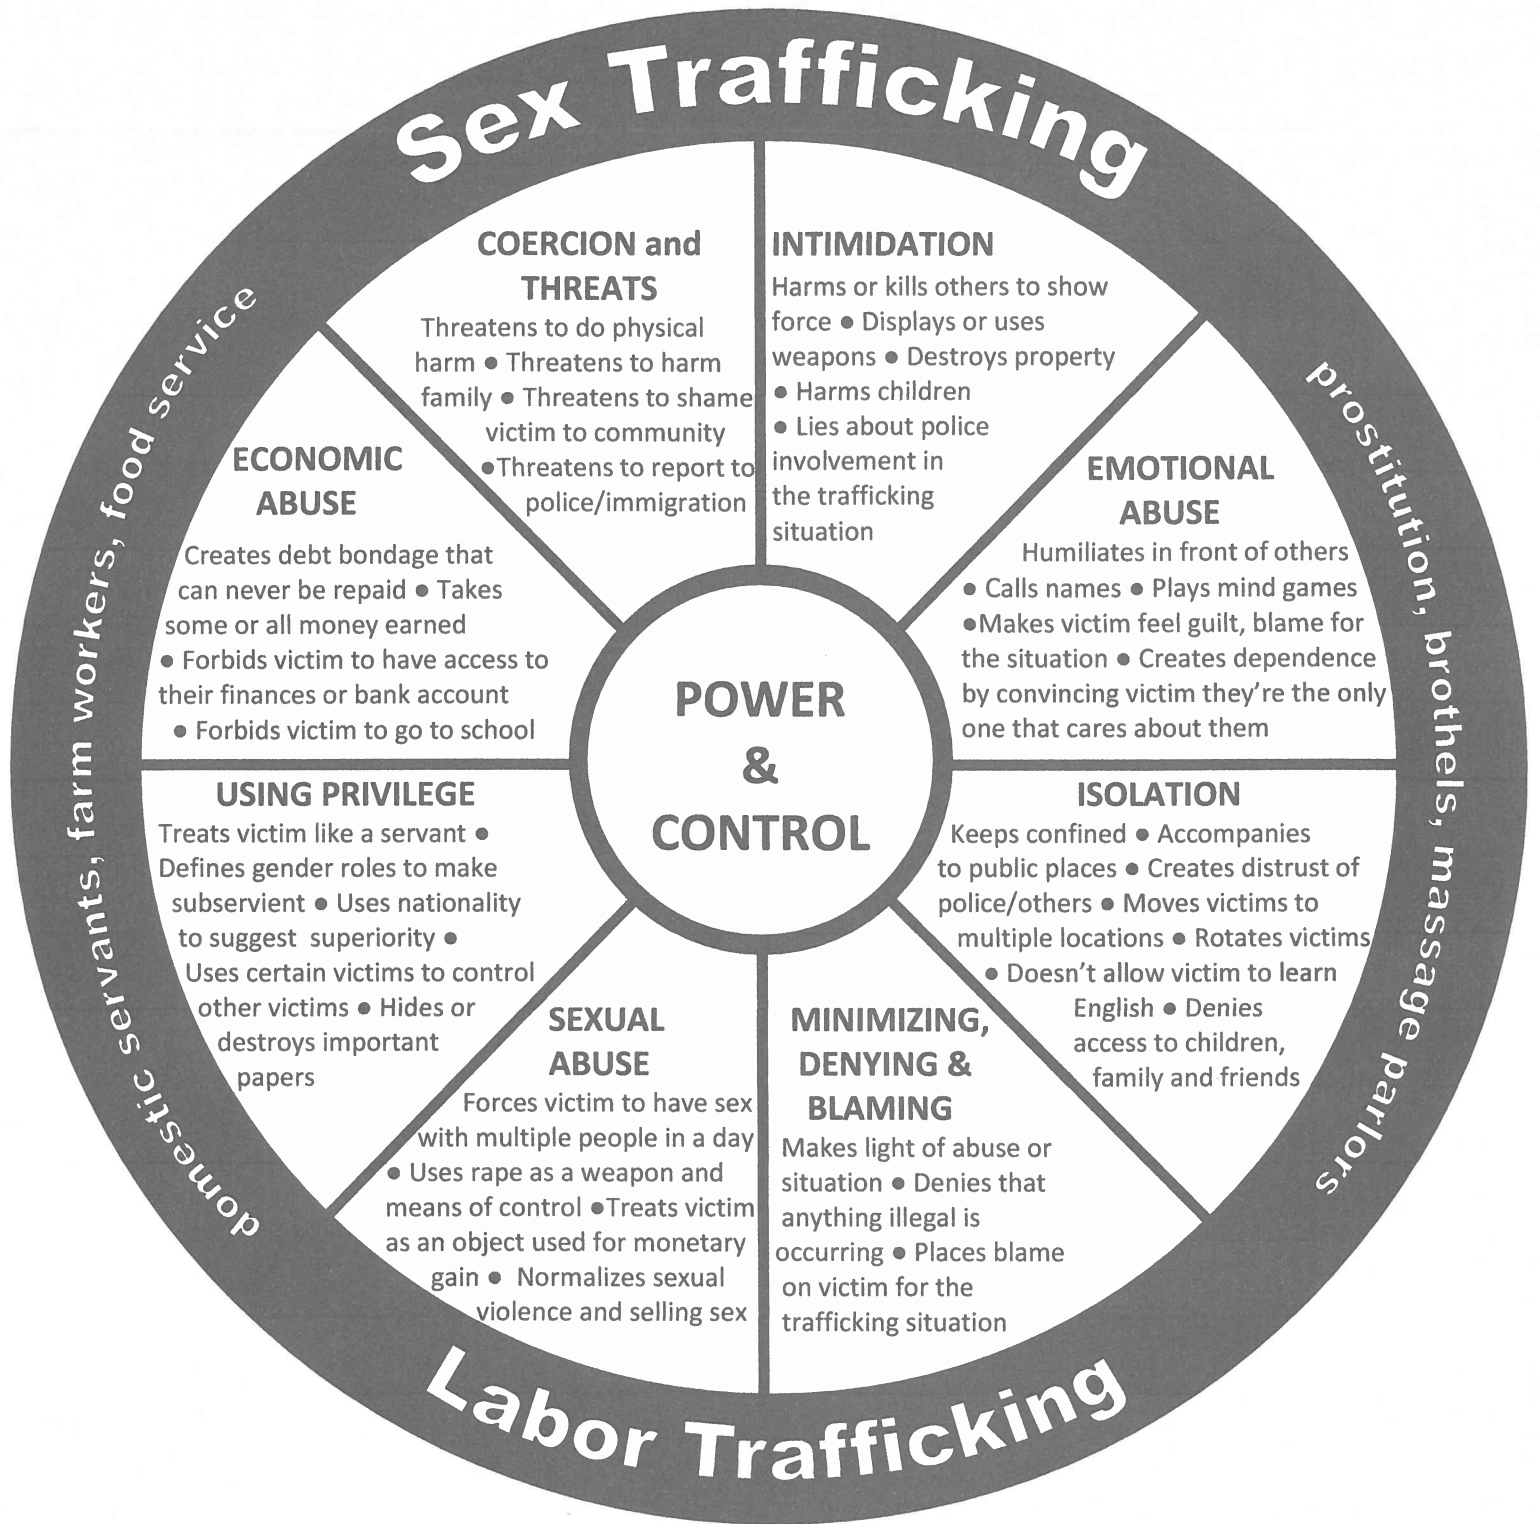 Sex Trafficking
COERCION and
THREATS
Threatens to do physical
harm ● Threatens to harm
family ● Threatens to shame
victim to community
●Threatens to report to
police/immigration
INTIMIDATION
Harms or kills others to show
force ● Displays or uses
weapons ● Destroys property
● Harms children
● Lies about police
involvement in
the trafficking
situation
EMOTIONAL
ABUSE
Humiliates in front of others
● Calls names ● Plays mind games
●Makes victim feel guilt, blame for
the situation ● Creates dependence
by convincing victim they're the only
one that cares about them
ISOLATION
Keeps confined ● Accompanies
to public places ● Creates distrust of
police/others ● Moves victims to
multiple locations ● Rotates victims
● Doesn't allow victim to learn
English ● Denies
access to children,
family and friends
MINIMIZING,
DENYING &
BLAMING
Makes light of abuse or
situation ● Denies that
anything illegal is
occurring ● Places blame
on victim for the
trafficking situation
SEXUAL
ABUSE
Forces victim to have sex
with multiple people in a day
● Uses rape as a weapon and
means of control ●Treats victim
as an object used for monetary
gain ● Normalizes sexual
violence and selling sex
USING PRIVILEGE
Treats victim like a servant ●
Defines gender roles to make
subservient ● Uses nationality
to suggest superiority ●
Uses certain victims to control
other victims ● Hides or
destroys important
papers
ECONOMIC
ABUSE
Creates debt bondage that
can never be repaid ● Takes
some or all money earned
● Forbids victim to have access to
their finances or bank account
● Forbids victim to go to school
POWER
&
CONTROL
domestic servants, farm workers, food service
prostitution, brothels, massage parlors
Labor Trafficking